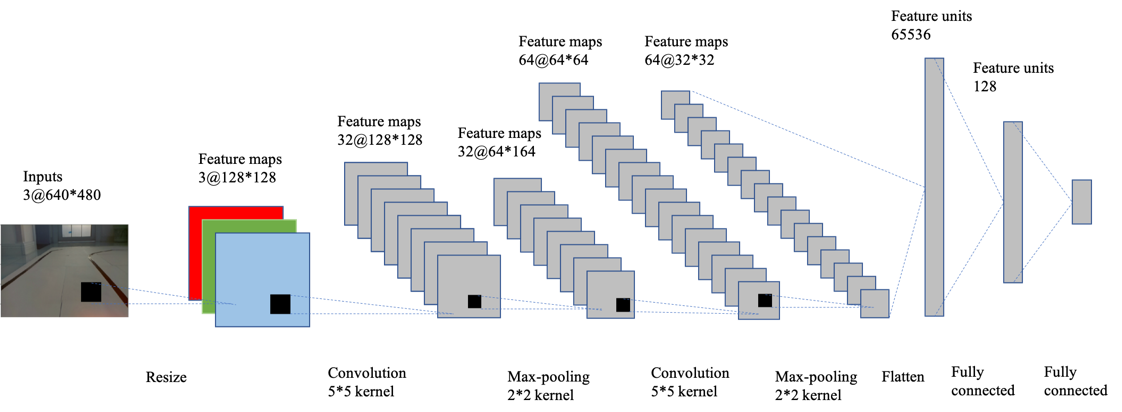 Inputs
3@640*480
Feature maps
3@128*128
Feature maps
32@128*128
Feature maps
32@64*164
Feature maps
64@64*64
Feature maps
64@32*32
Feature units
65536
Feature units
128
Resize
Convolution
5*5 kernel
Max-pooling
2*2 kernel
Convolution
5*5 kernel
Max-pooling
2*2 kernel
Flatten
Fully
connected
Fully
connected